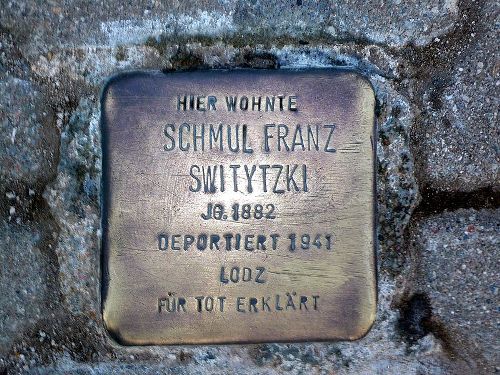 HIER WOHNTE
SCHMUL FRANZ
SWITYTZKI
JG. 1882
DEPORTIERT 1941
LODZ
FÜR TOT ERKLÄRT